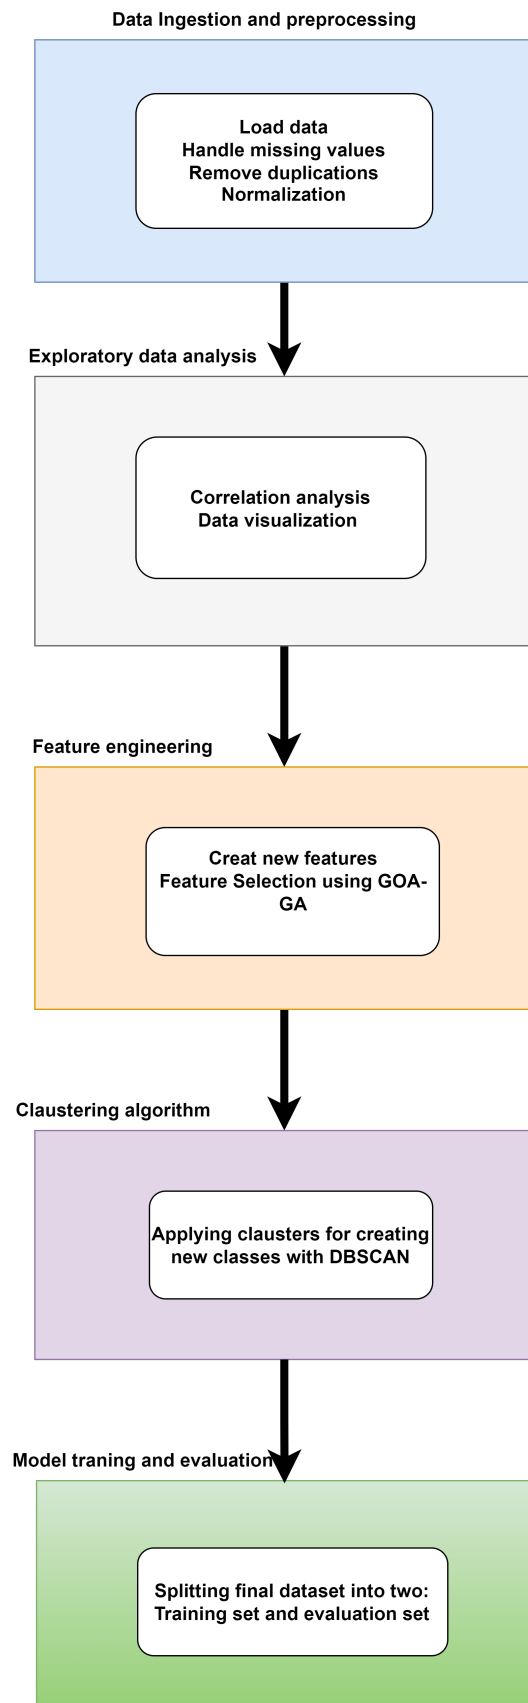 Data Ingestion and preprocessing
Load data
Handle missing values
Remove duplications
Normalization
Exploratory data analysis
Correlation analysis
Data visualization
Feature engineering
Creat new features
Feature Selection using GOA-
GA
Claustering algorithm
Applying clausters for creating
new classes with DBSCAN
Model traning and evaluation
Splitting final dataset into two:
Training set and evaluation set